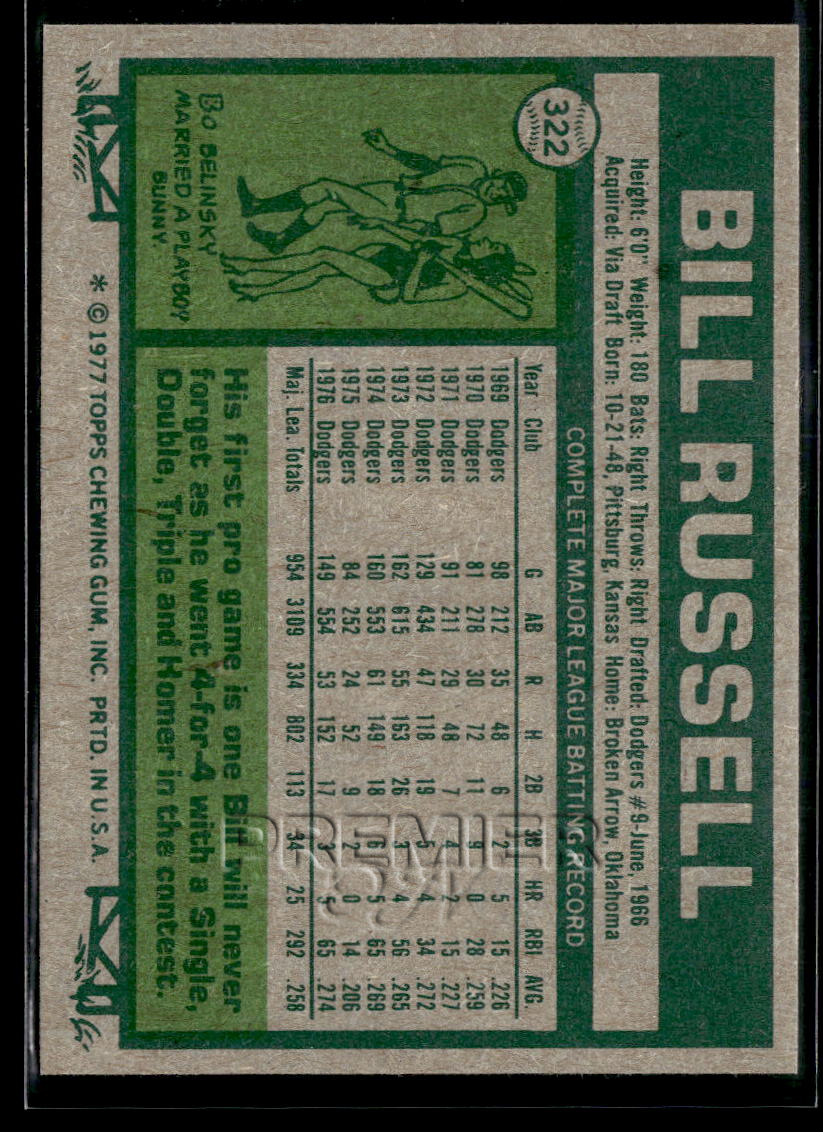 322
BILL RUSSELL
Height: 6'0" Weight: 180 Bats: Right Throws: Right Drafted: Dodgers #9-June, 1966
Acquired: Via Draft Born: 10-21-48, Pittsburg, Kansas Home: Broken Arrow, Oklahoma
COMPLETE MAJOR LEAGUE BATTING RECORD
Year Club G AB R H 2B 3B HR RBI AVG.
1969 Dodgers 98 212 35 48 6 2 5 15 .226
1970 Dodgers 81 278 30 72 11 9 0 28 .259
1971 Dodgers 91 211 29 48 7 4 2 15 .227
1972 Dodgers 129 434 47 118 19 5 4 34 .272
1973 Dodgers 162 615 55 163 26 3 4 56 .265
1974 Dodgers 160 553 61 149 18 6 5 65 .269
1975 Dodgers 84 252 24 52 9 2 0 14 .206
1976 Dodgers 149 554 53 152 17 3 5 65 .274
Maj. Lea. Totals 954 3109 334 802 113 34 25 292 .258
BO BELINSKY
MARRIED A PLAYBOY
BUNNY.
His first pro game is one Bill will never
forget as he went 4-for-4 with a Single,
Double, Triple and Homer in the contest.
* © 1977 TOPPS CHEWING GUM, INC. PRTD. IN U.S.A.
PREMIER